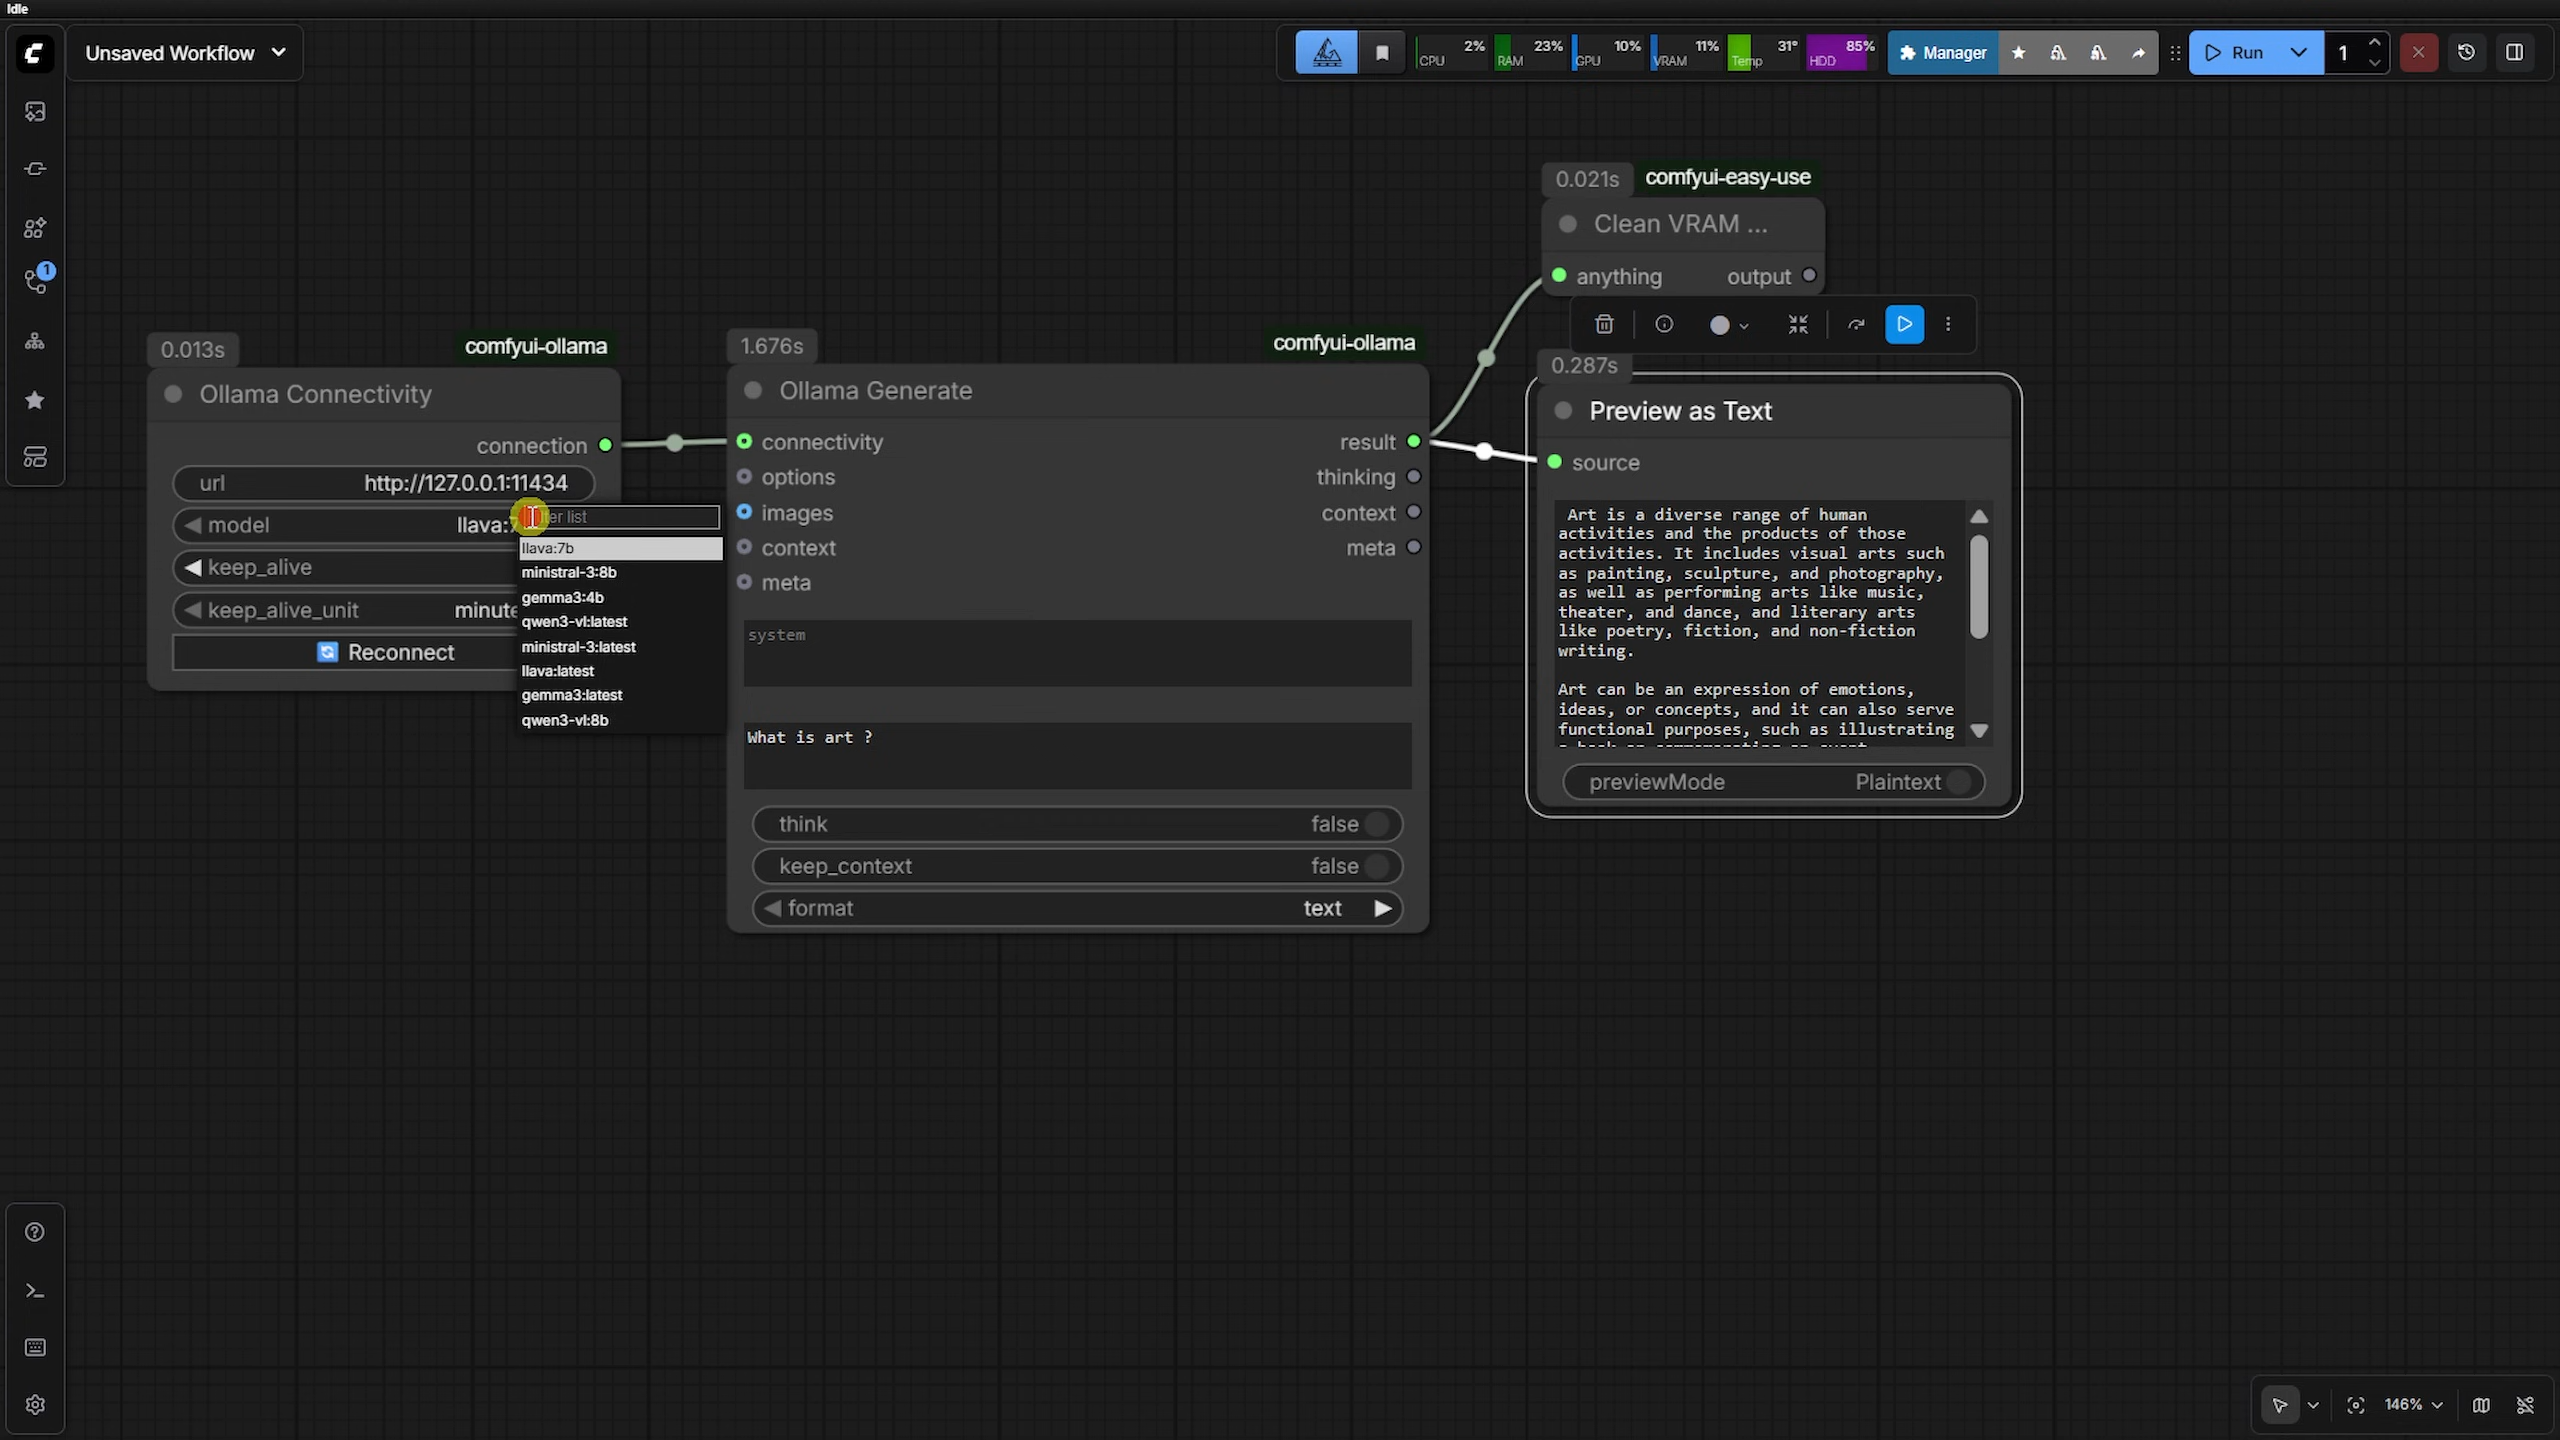 Idle
Unsaved Workflow
CPU 2%
RAM 23%
GPU 10%
VRAM 11%
Temp 31°
HDD 85%
Manager
Run
1
1
0.021s comfyui-easy-use
Clean VRAM ...
anything output
0.013s comfyui-ollama
Ollama Connectivity
connection
url http://127.0.0.1:11434
model llava:
keep_alive
keep_alive_unit minute
Reconnect
list
llava:7b
ministral-3:8b
gemma3:4b
qwen3-vl:latest
ministral-3:latest
llava:latest
gemma3:latest
qwen3-vl:8b
1.676s comfyui-ollama
Ollama Generate
connectivity result
options thinking
images context
context meta
meta
system
What is art ?
think false
keep_context false
format text
0.287s
Preview as Text
source
Art is a diverse range of human
activities and the products of those
activities. It includes visual arts such
as painting, sculpture, and photography,
as well as performing arts like music,
theater, and dance, and literary arts
like poetry, fiction, and non-fiction
writing.
Art can be an expression of emotions,
ideas, or concepts, and it can also serve
functional purposes, such as illustrating
previewMode Plaintext
146%